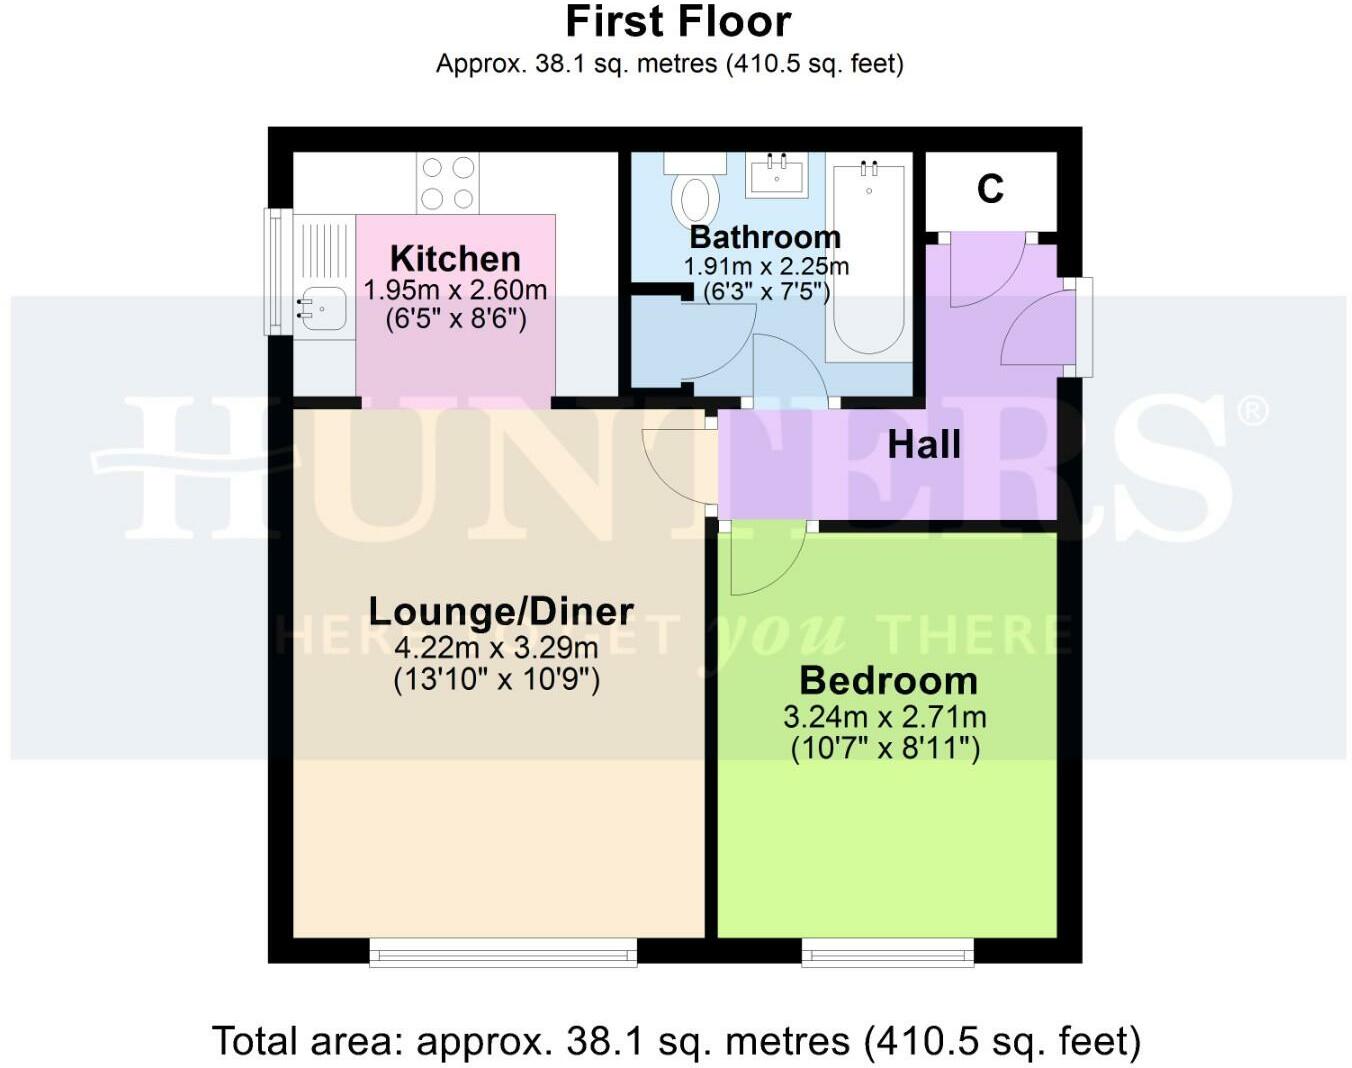 First Floor
Approx. 38.1 sq. metres (410.5 sq. feet)
C
Kitchen
1.95m x 2.60m
(6'5" x 8'6")
Bathroom
1.91m x 2.25m
(6'3" x 7'5")
HUNTERS®
Hall
HERE TO GET you THERE
Lounge/Diner
4.22m x 3.29m
(13'10" x 10'9")
Bedroom
3.24m x 2.71m
(10'7" x 8'11")
Total area: approx. 38.1 sq. metres (410.5 sq. feet)